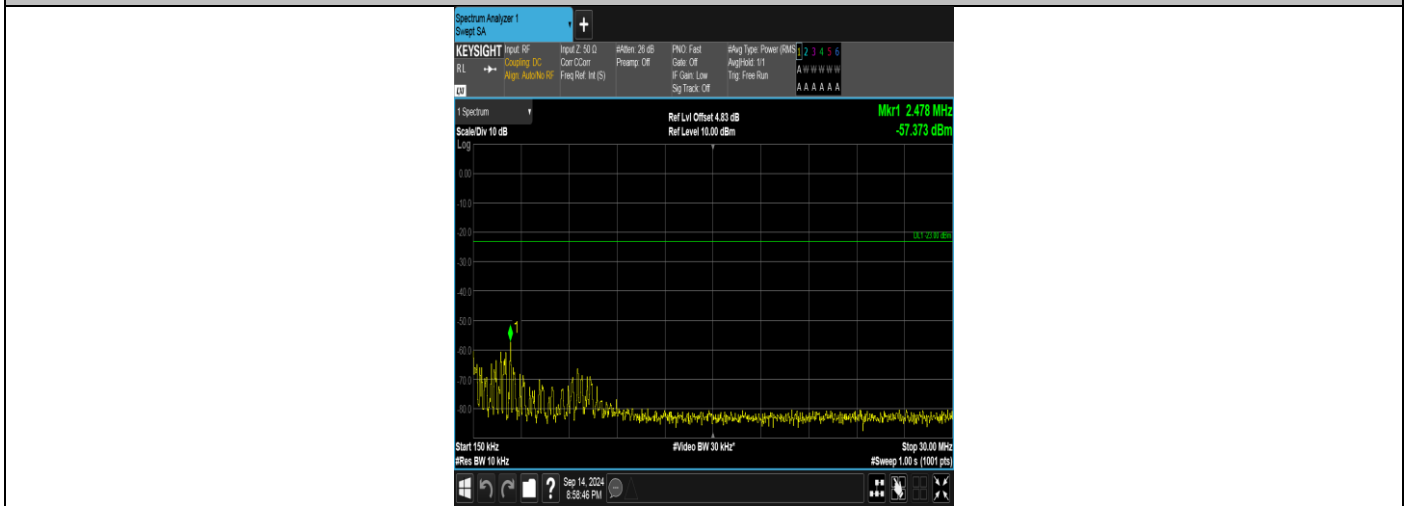 Spectrum Analyzer 1
Swept SA
+
KEYSIGHT
RL
Input: RF
Coupling: DC
Align: Auto/No RF
Input Z: 50 Ω
Corr CCorr
Freq Ref: Int (S)
#Atten: 26 dB
Preamp: Off
PNO: Fast
Gate: Off
IF Gain: Low
Sig Track: Off
#Avg Type: Power (RMS
Avg|Hold: 1/1
Trig: Free Run
1 2 3 4 5 6
A W W W W W
A A A A A A
1 Spectrum
Scale/Div 10 dB
Ref Lvl Offset 4.83 dB
Ref Level 10.00 dBm
Mkr1 2.478 MHz
-57.373 dBm
Log
0.00
-10.0
-20.0
-30.0
-40.0
-50.0
-60.0
-70.0
-80.0
DL1 -23.00 dBm
1
Start 150 kHz
#Res BW 10 kHz
#Video BW 30 kHz*
Stop 30.00 MHz
#Sweep 1.00 s (1001 pts)
?
Sep 14, 2024
8:58:46 PM